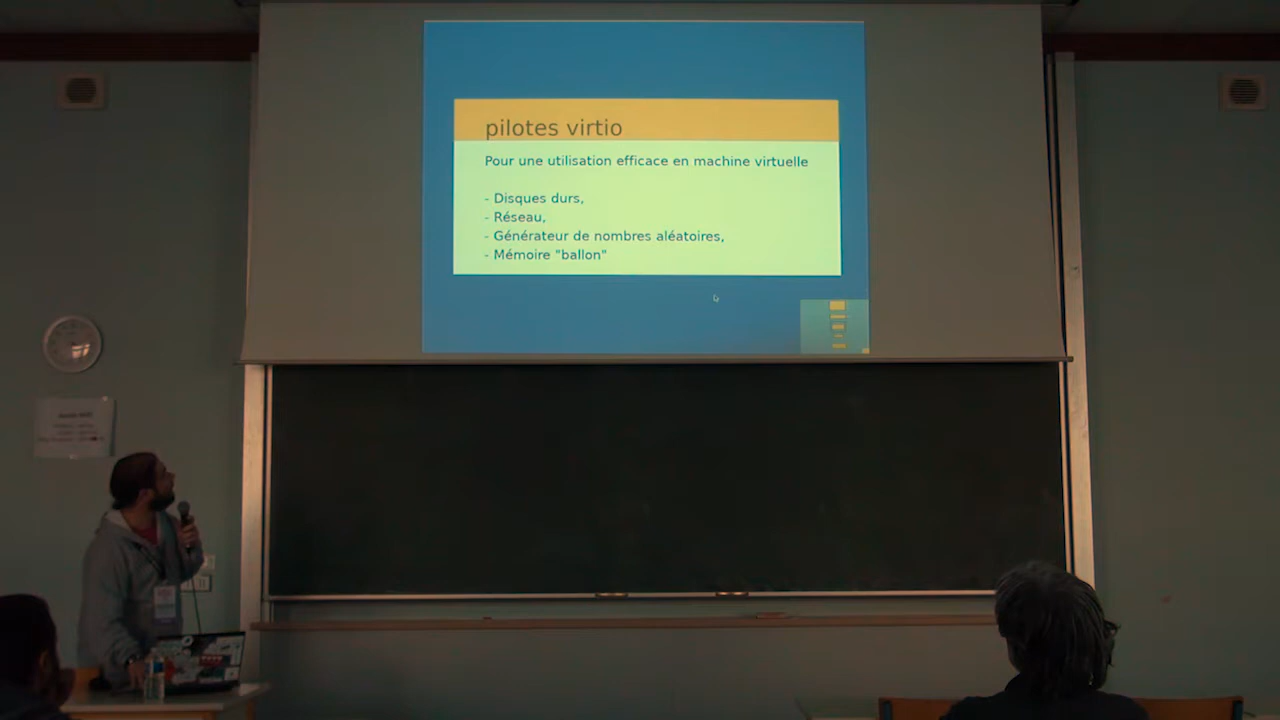 pilotes virtio
Pour une utilisation efficace en machine virtuelle
- Disques durs,
- Réseau,
- Générateur de nombres aléatoires,
- Mémoire "ballon"